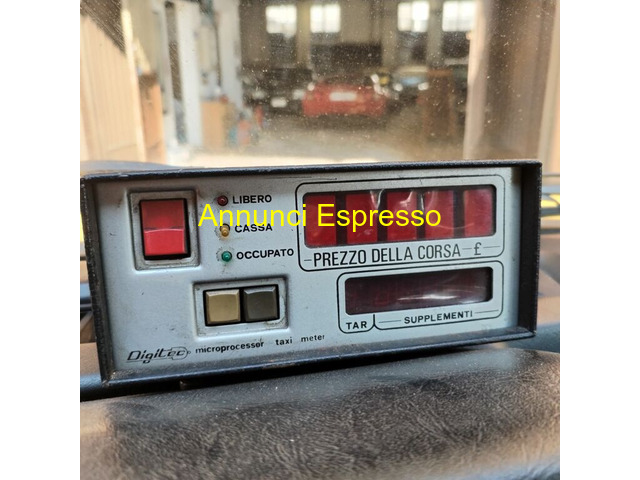 LIBERO
Annunci Espresso
CASSA
OCCUPATO
PREZZO DELLA CORSA £
TAR SUPPLEMENTI
Digitec microprocessor taxi meter